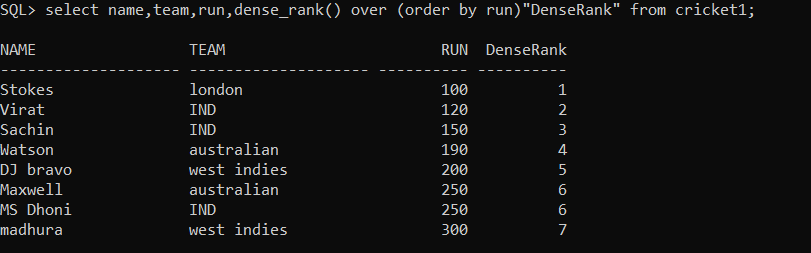 SQL> select name,team,run,dense_rank() over (order by run)"DenseRank" from cricket1;
NAME                TEAM                       RUN  DenseRank
------------------- ------------------- ---------- ----------
Stokes              london                     100          1
Virat               IND                        120          2
Sachin              IND                        150          3
Watson              australian                 190          4
DJ bravo            west indies                200          5
Maxwell             australian                 250          6
MS Dhoni            IND                        250          6
madhura             west indies                300          7